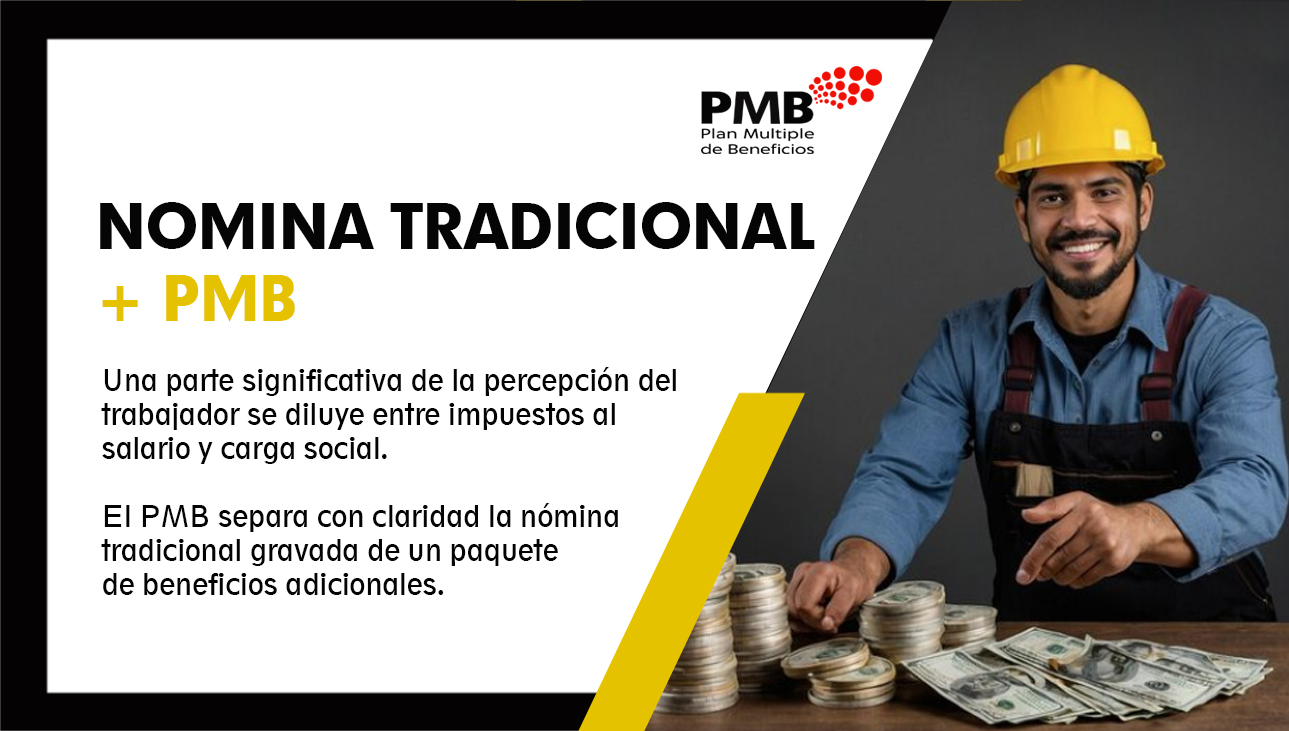 PMB
Plan Multiple
de Beneficios
NOMINA TRADICIONAL
+ PMB
Una parte significativa de la percepción del
trabajador se diluye entre impuestos al
salario y carga social.
El PMB separa con claridad la nómina
tradicional gravada de un paquete
de beneficios adicionales.